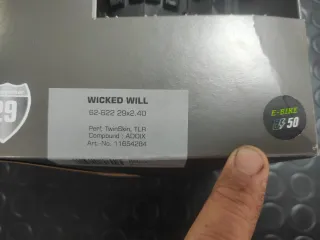 WICKED WILL
62-622 29x2.40
Perf, TwinSkin, TLR
Compound : ADDIX
Art.-No. 11654284
29
E-BIKE
50